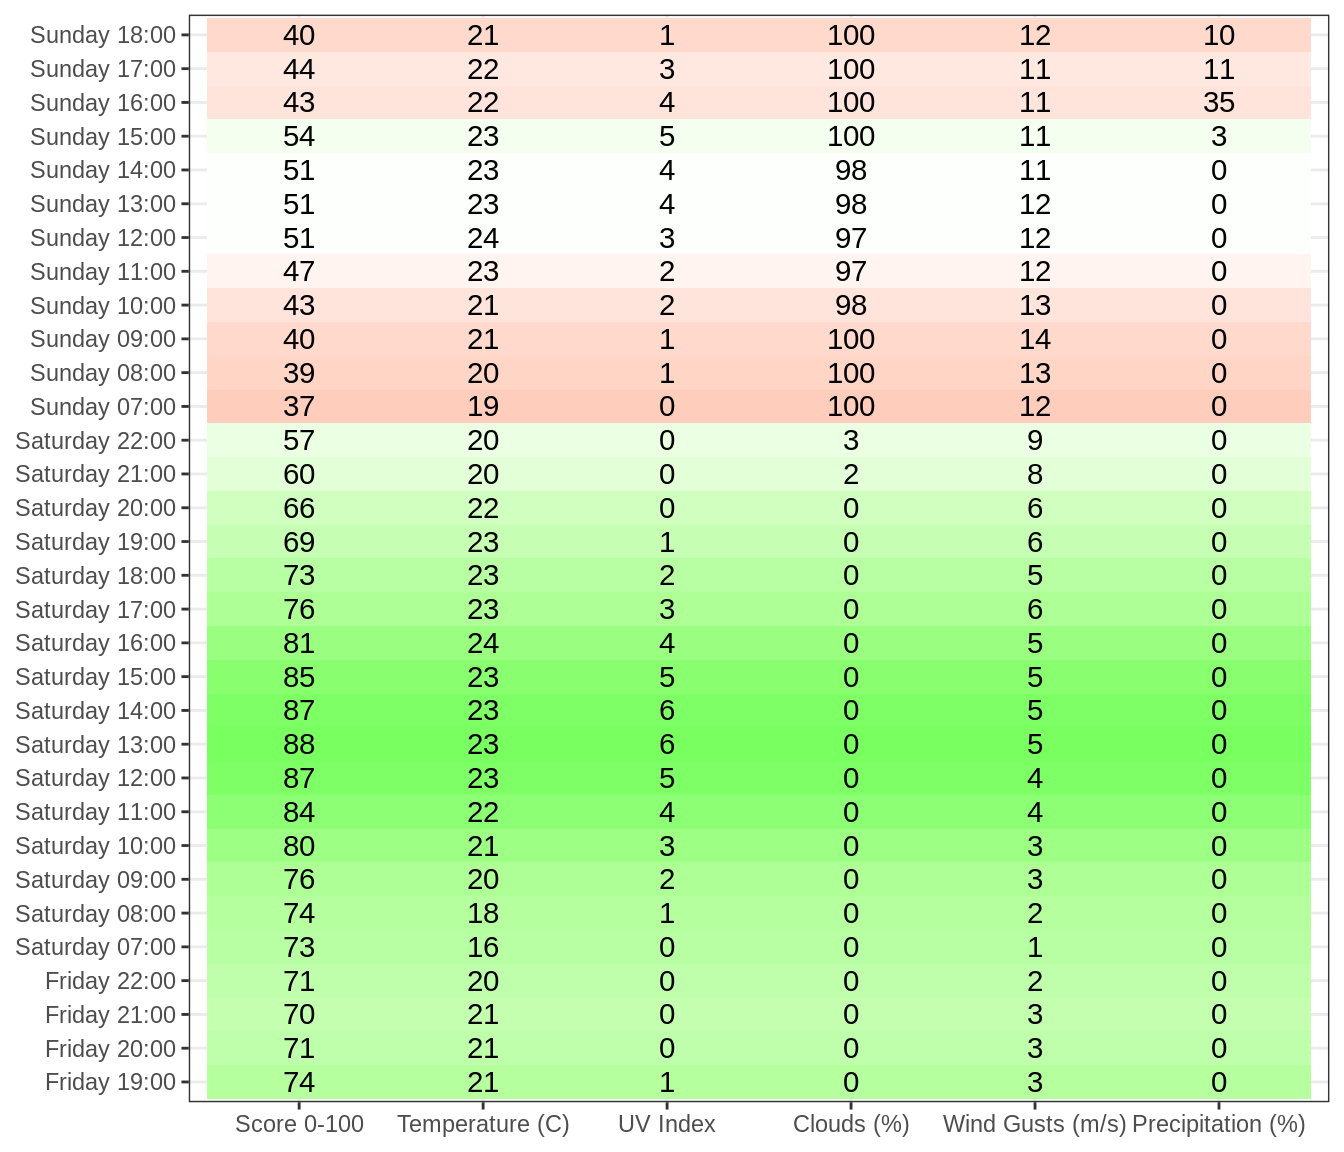 Sunday 18:00 40 21 1 100 12 10
Sunday 17:00 44 22 3 100 11 11
Sunday 16:00 43 22 4 100 11 35
Sunday 15:00 54 23 5 100 11 3
Sunday 14:00 51 23 4 98 11 0
Sunday 13:00 51 23 4 98 12 0
Sunday 12:00 51 24 3 97 12 0
Sunday 11:00 47 23 2 97 12 0
Sunday 10:00 43 21 2 98 13 0
Sunday 09:00 40 21 1 100 14 0
Sunday 08:00 39 20 1 100 13 0
Sunday 07:00 37 19 0 100 12 0
Saturday 22:00 57 20 0 3 9 0
Saturday 21:00 60 20 0 2 8 0
Saturday 20:00 66 22 0 0 6 0
Saturday 19:00 69 23 1 0 6 0
Saturday 18:00 73 23 2 0 5 0
Saturday 17:00 76 23 3 0 6 0
Saturday 16:00 81 24 4 0 5 0
Saturday 15:00 85 23 5 0 5 0
Saturday 14:00 87 23 6 0 5 0
Saturday 13:00 88 23 6 0 5 0
Saturday 12:00 87 23 5 0 4 0
Saturday 11:00 84 22 4 0 4 0
Saturday 10:00 80 21 3 0 3 0
Saturday 09:00 76 20 2 0 3 0
Saturday 08:00 74 18 1 0 2 0
Saturday 07:00 73 16 0 0 1 0
Friday 22:00 71 20 0 0 2 0
Friday 21:00 70 21 0 0 3 0
Friday 20:00 71 21 0 0 3 0
Friday 19:00 74 21 1 0 3 0
Score 0-100 Temperature (C) UV Index Clouds (%) Wind Gusts (m/s) Precipitation (%)